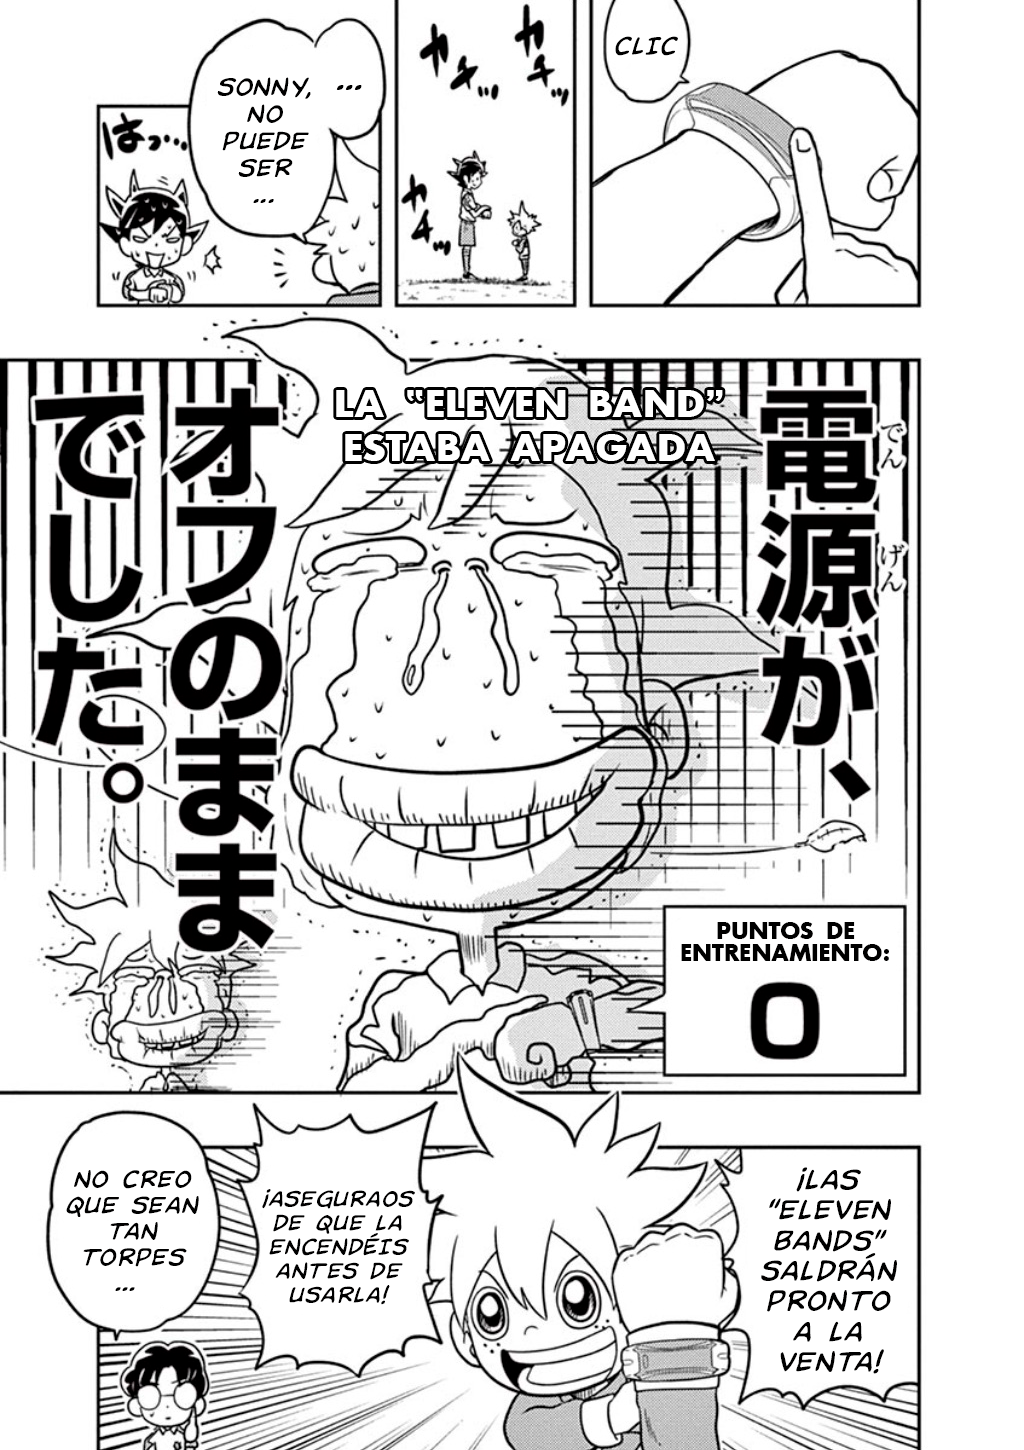 CLIC
カチ…ッ
カチ…ッ
カチ…ッ
...
SONNY,
NO
PUEDE
SER
...
はっ…
LA “ELEVEN BAND”
ESTABA APAGADA
電源が、
でん
げん
オフのまま
でした。
PUNTOS DE
ENTRENAMIENTO:
0
¡LAS
“ELEVEN
BANDS”
SALDRÁN
PRONTO
A LA
VENTA!
¡ASEGURAOS
DE QUE LA
ENCENDÉIS
ANTES DE
USARLA!
NO CREO
QUE SEAN
TAN
TORPES
...